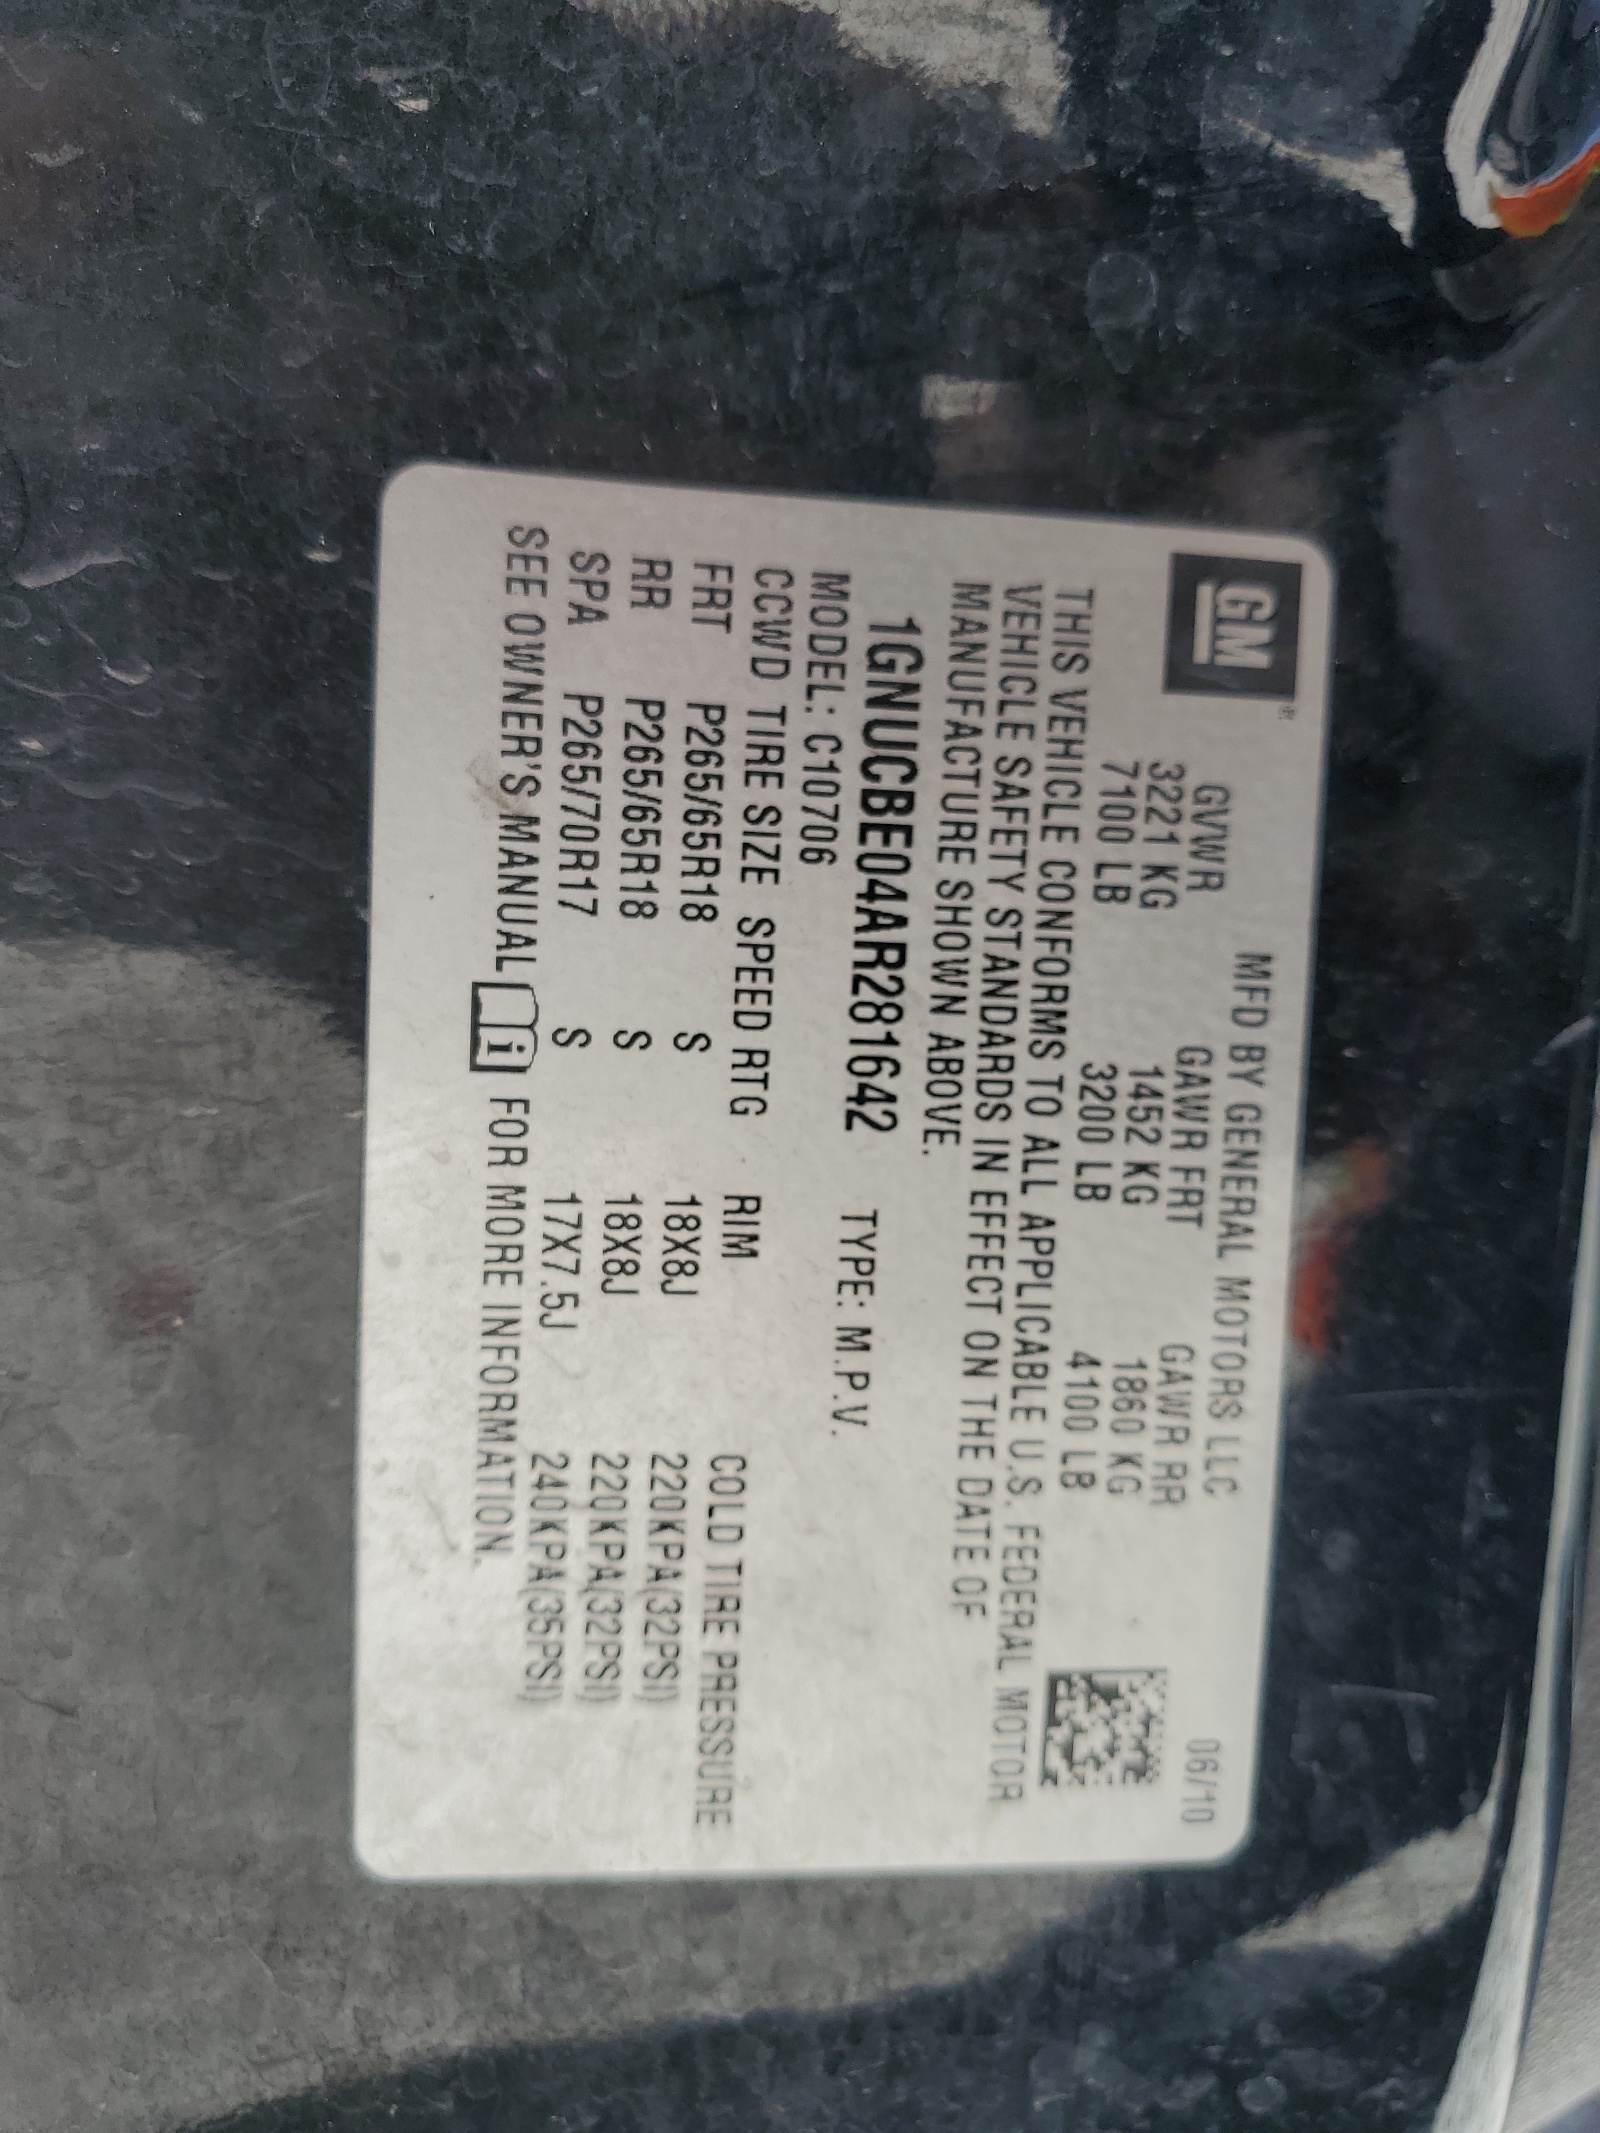 GM®
MFD BY GENERAL MOTORS LLC 06/10
GVWR GAWR FRT GAWR RR
3221 KG 1452 KG 1860 KG
7100 LB 3200 LB 4100 LB
THIS VEHICLE CONFORMS TO ALL APPLICABLE U.S. FEDERAL MOTOR
VEHICLE SAFETY STANDARDS IN EFFECT ON THE DATE OF
MANUFACTURE SHOWN ABOVE.
1GNUCBE04AR281642 TYPE: M.P.V.
MODEL: C10706
CCWD TIRE SIZE SPEED RTG RIM COLD TIRE PRESSURE
FRT P265/65R18 S 18X8J 220KPA(32PSI)
RR P265/65R18 S 18X8J 220KPA(32PSI)
SPA P265/70R17 S 17X7.5J 240KPA(35PSI)
SEE OWNER'S MANUAL i FOR MORE INFORMATION.